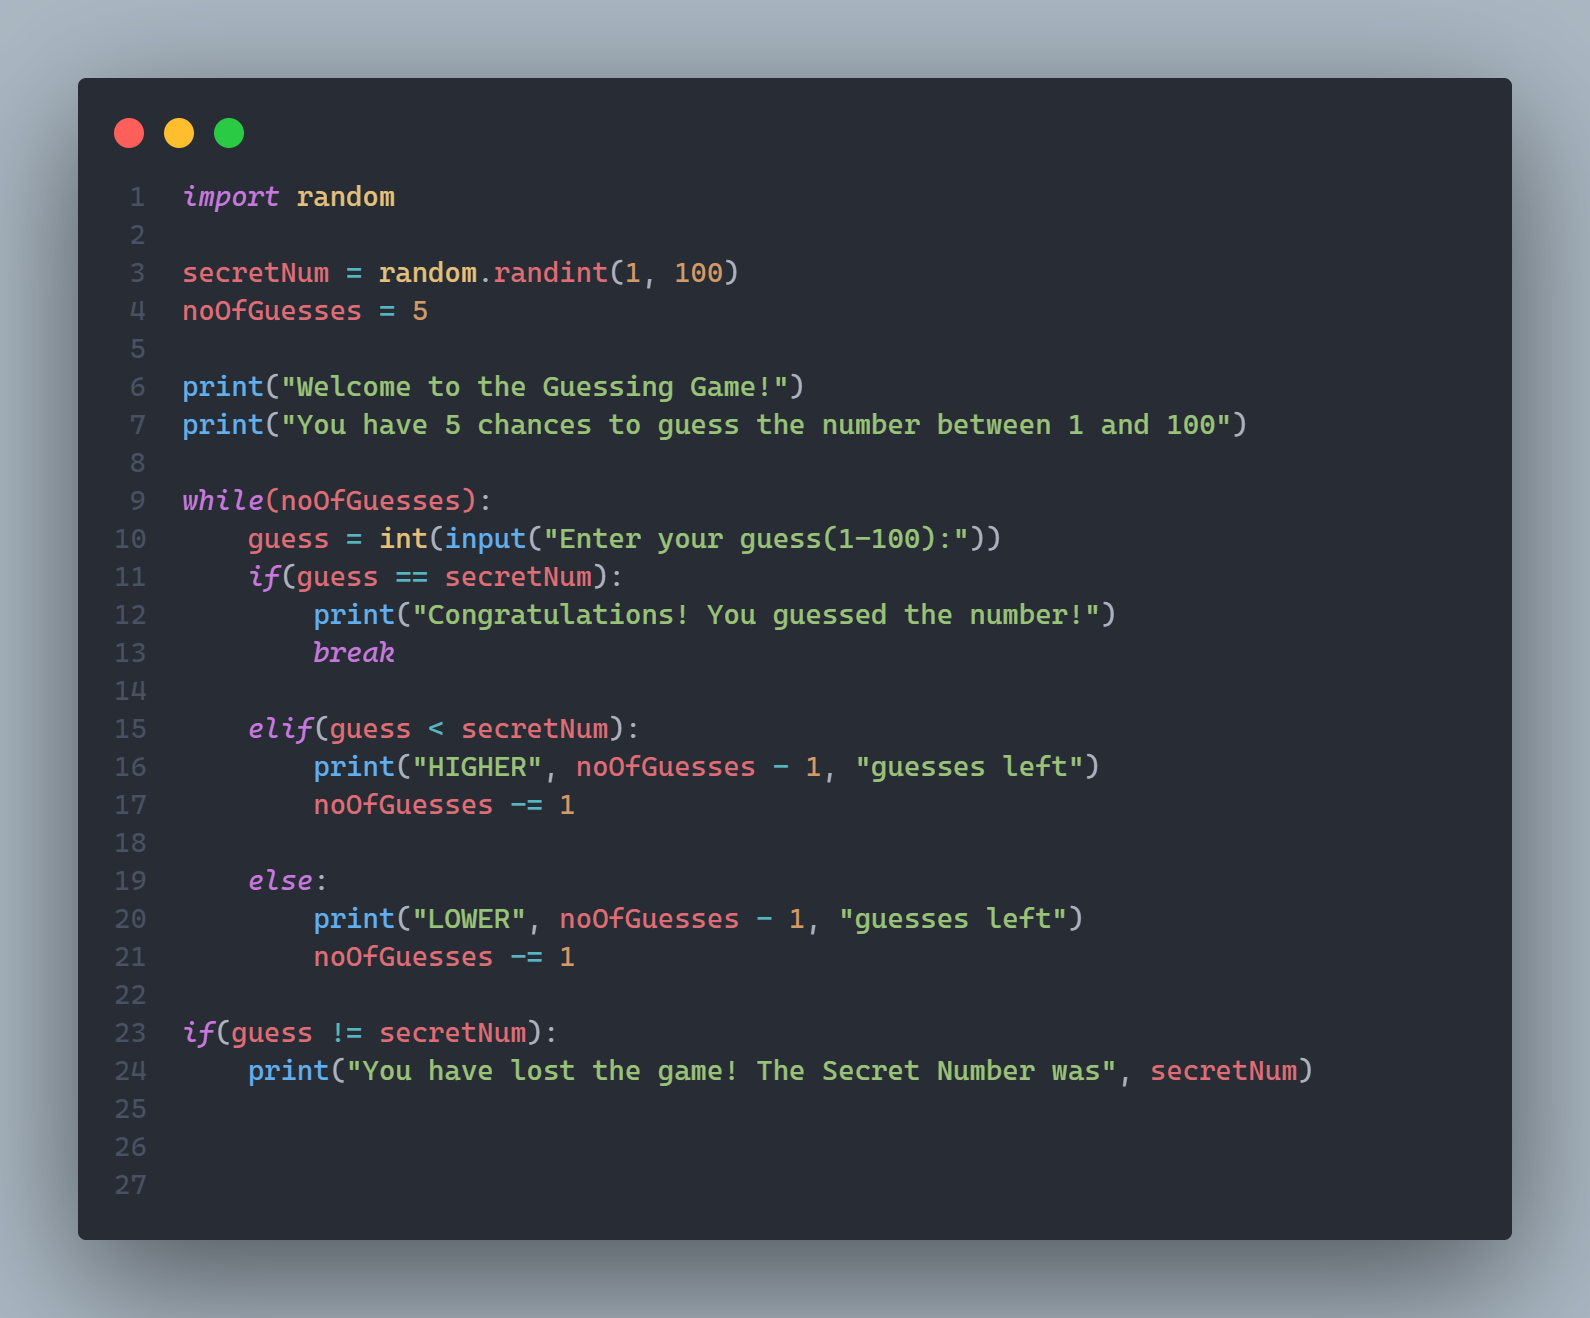 1 import random
2
3 secretNum = random.randint(1, 100)
4 noOfGuesses = 5
5
6 print("Welcome to the Guessing Game!")
7 print("You have 5 chances to guess the number between 1 and 100")
8
9 while(noOfGuesses):
10     guess = int(input("Enter your guess(1-100):"))
11     if(guess == secretNum):
12         print("Congratulations! You guessed the number!")
13         break
14
15     elif(guess < secretNum):
16         print("HIGHER", noOfGuesses - 1, "guesses left")
17         noOfGuesses -= 1
18
19     else:
20         print("LOWER", noOfGuesses - 1, "guesses left")
21         noOfGuesses -= 1
22
23 if(guess != secretNum):
24     print("You have lost the game! The Secret Number was", secretNum)
25
26
27